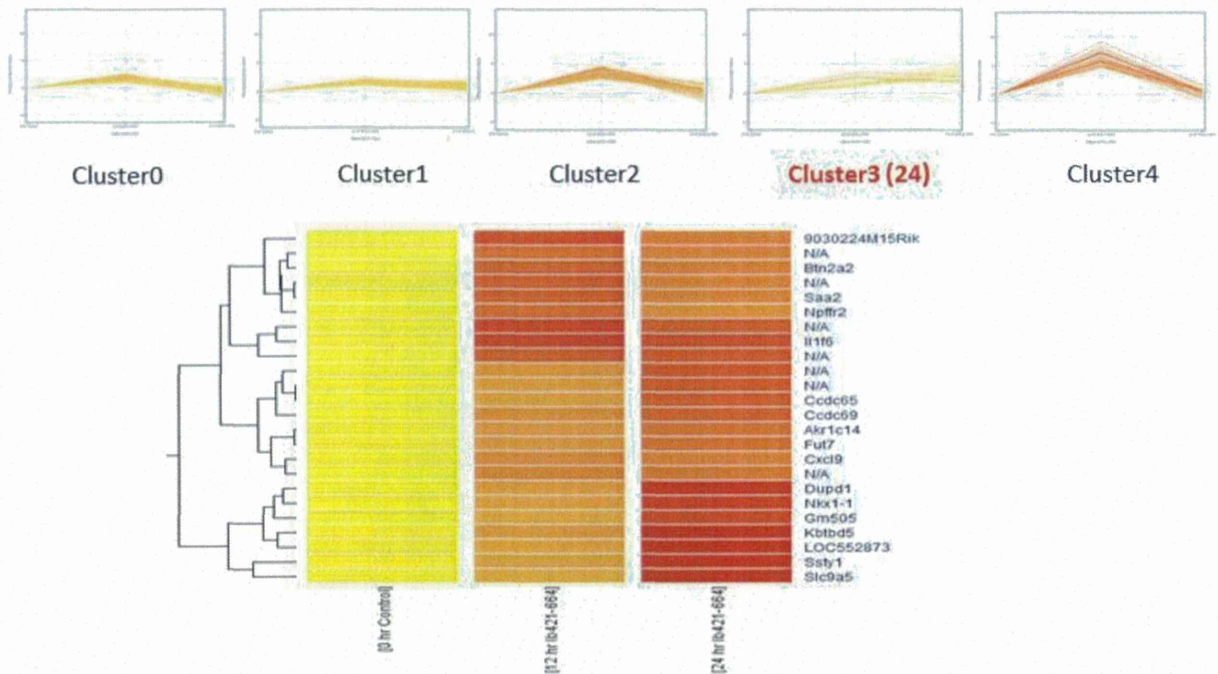 Cluster0
Cluster1
Cluster2
Cluster3 (24)
Cluster4
9030224M15Rik
N/A
Btn2a2
N/A
Saa2
Npffr2
N/A
Il1f6
N/A
N/A
N/A
Ccdc65
Ccdc69
Akr1c14
Fut7
Cxcl9
N/A
Dupd1
Nkx1-1
Gm505
Kbtbd5
LOC552873
Ssty1
Slc9a5
[0 hr Control]
[12 hr Ib421-664]
[24 hr Ib421-664]